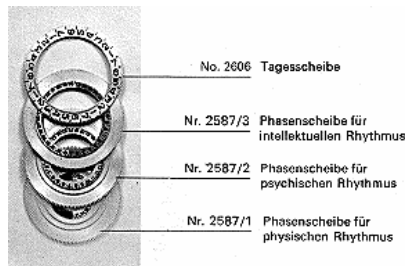 No. 2606 Tagesscheibe
Nr. 2587/3 Phasenscheibe für
intellektuellen Rhythmus
Nr. 2587/2 Phasenscheibe für
psychischen Rhythmus
Nr. 2587/1 Phasenscheibe für
physischen Rhythmus